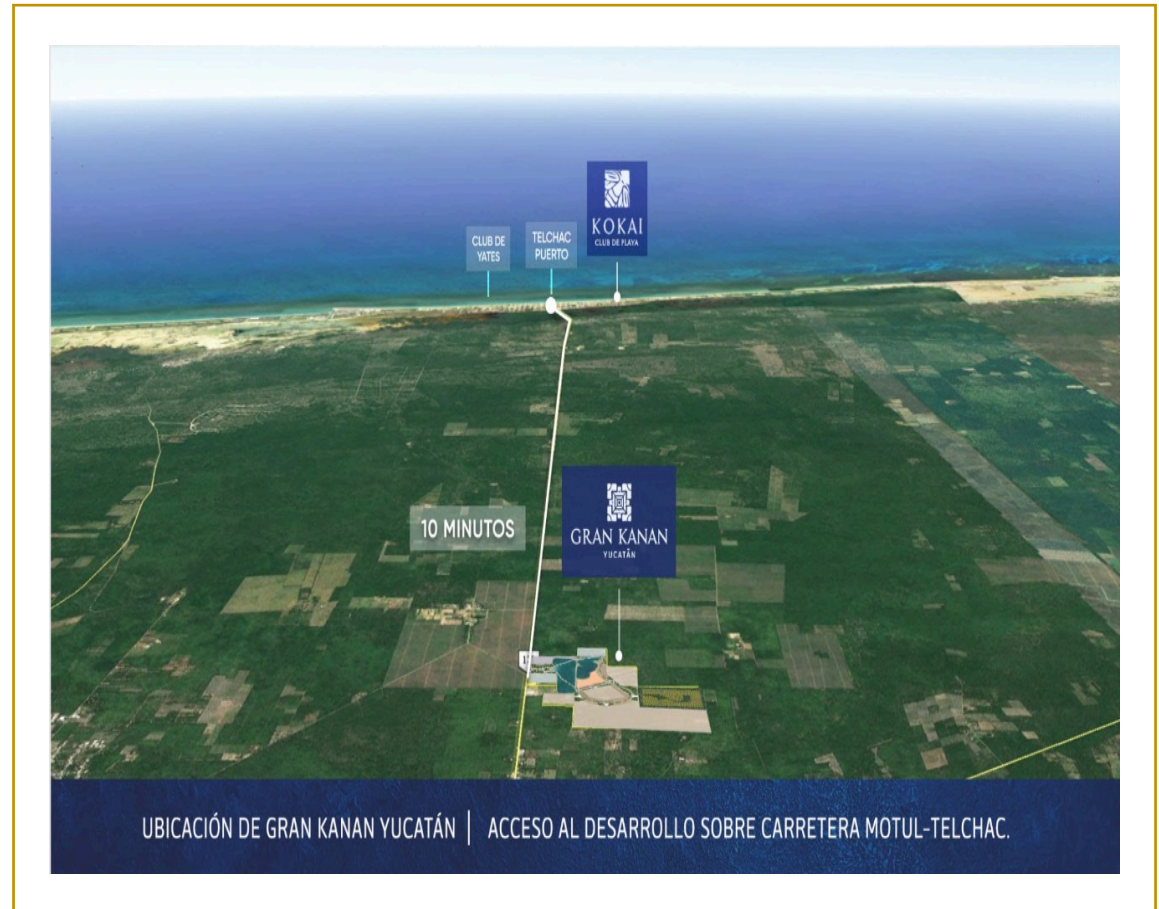 KOKAI
CLUB DE PLAYA
CLUB DE
YATES
TELCHAC
PUERTO
10 MINUTOS
GRAN KANAN
YUCATÁN
UBICACIÓN DE GRAN KANAN YUCATÁN | ACCESO AL DESARROLLO SOBRE CARRETERA MOTUL-TELCHAC.